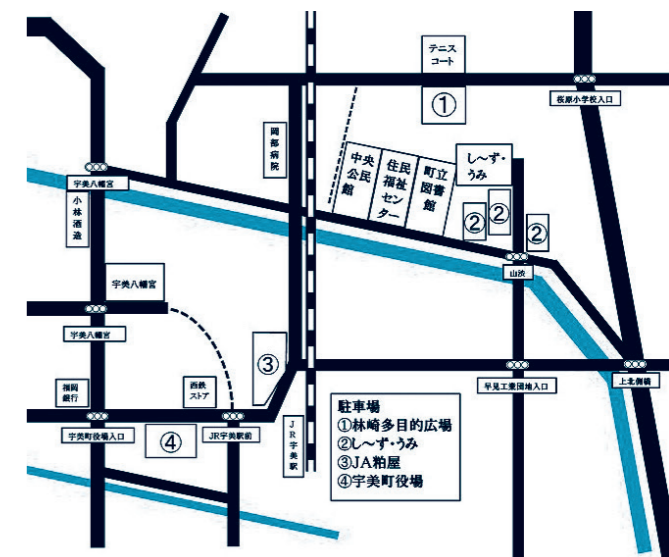 テニス
コート
①
桜原小学校入口
岡部病院
中央
公民
館
住民
福祉
センター
町立
図書
館
し～ず・
うみ
②
②
②
宇美八幡宮
小林酒造
山渋
宇美八幡宮
宇美八幡宮
③
福岡
銀行
西鉄
ストア
早見工業団地入口
上北側橋
宇美町役場入口
④
JR宇美駅前
JR宇美駅
駐車場
①林崎多目的広場
②し～ず・うみ
③JA粕屋
④宇美町役場